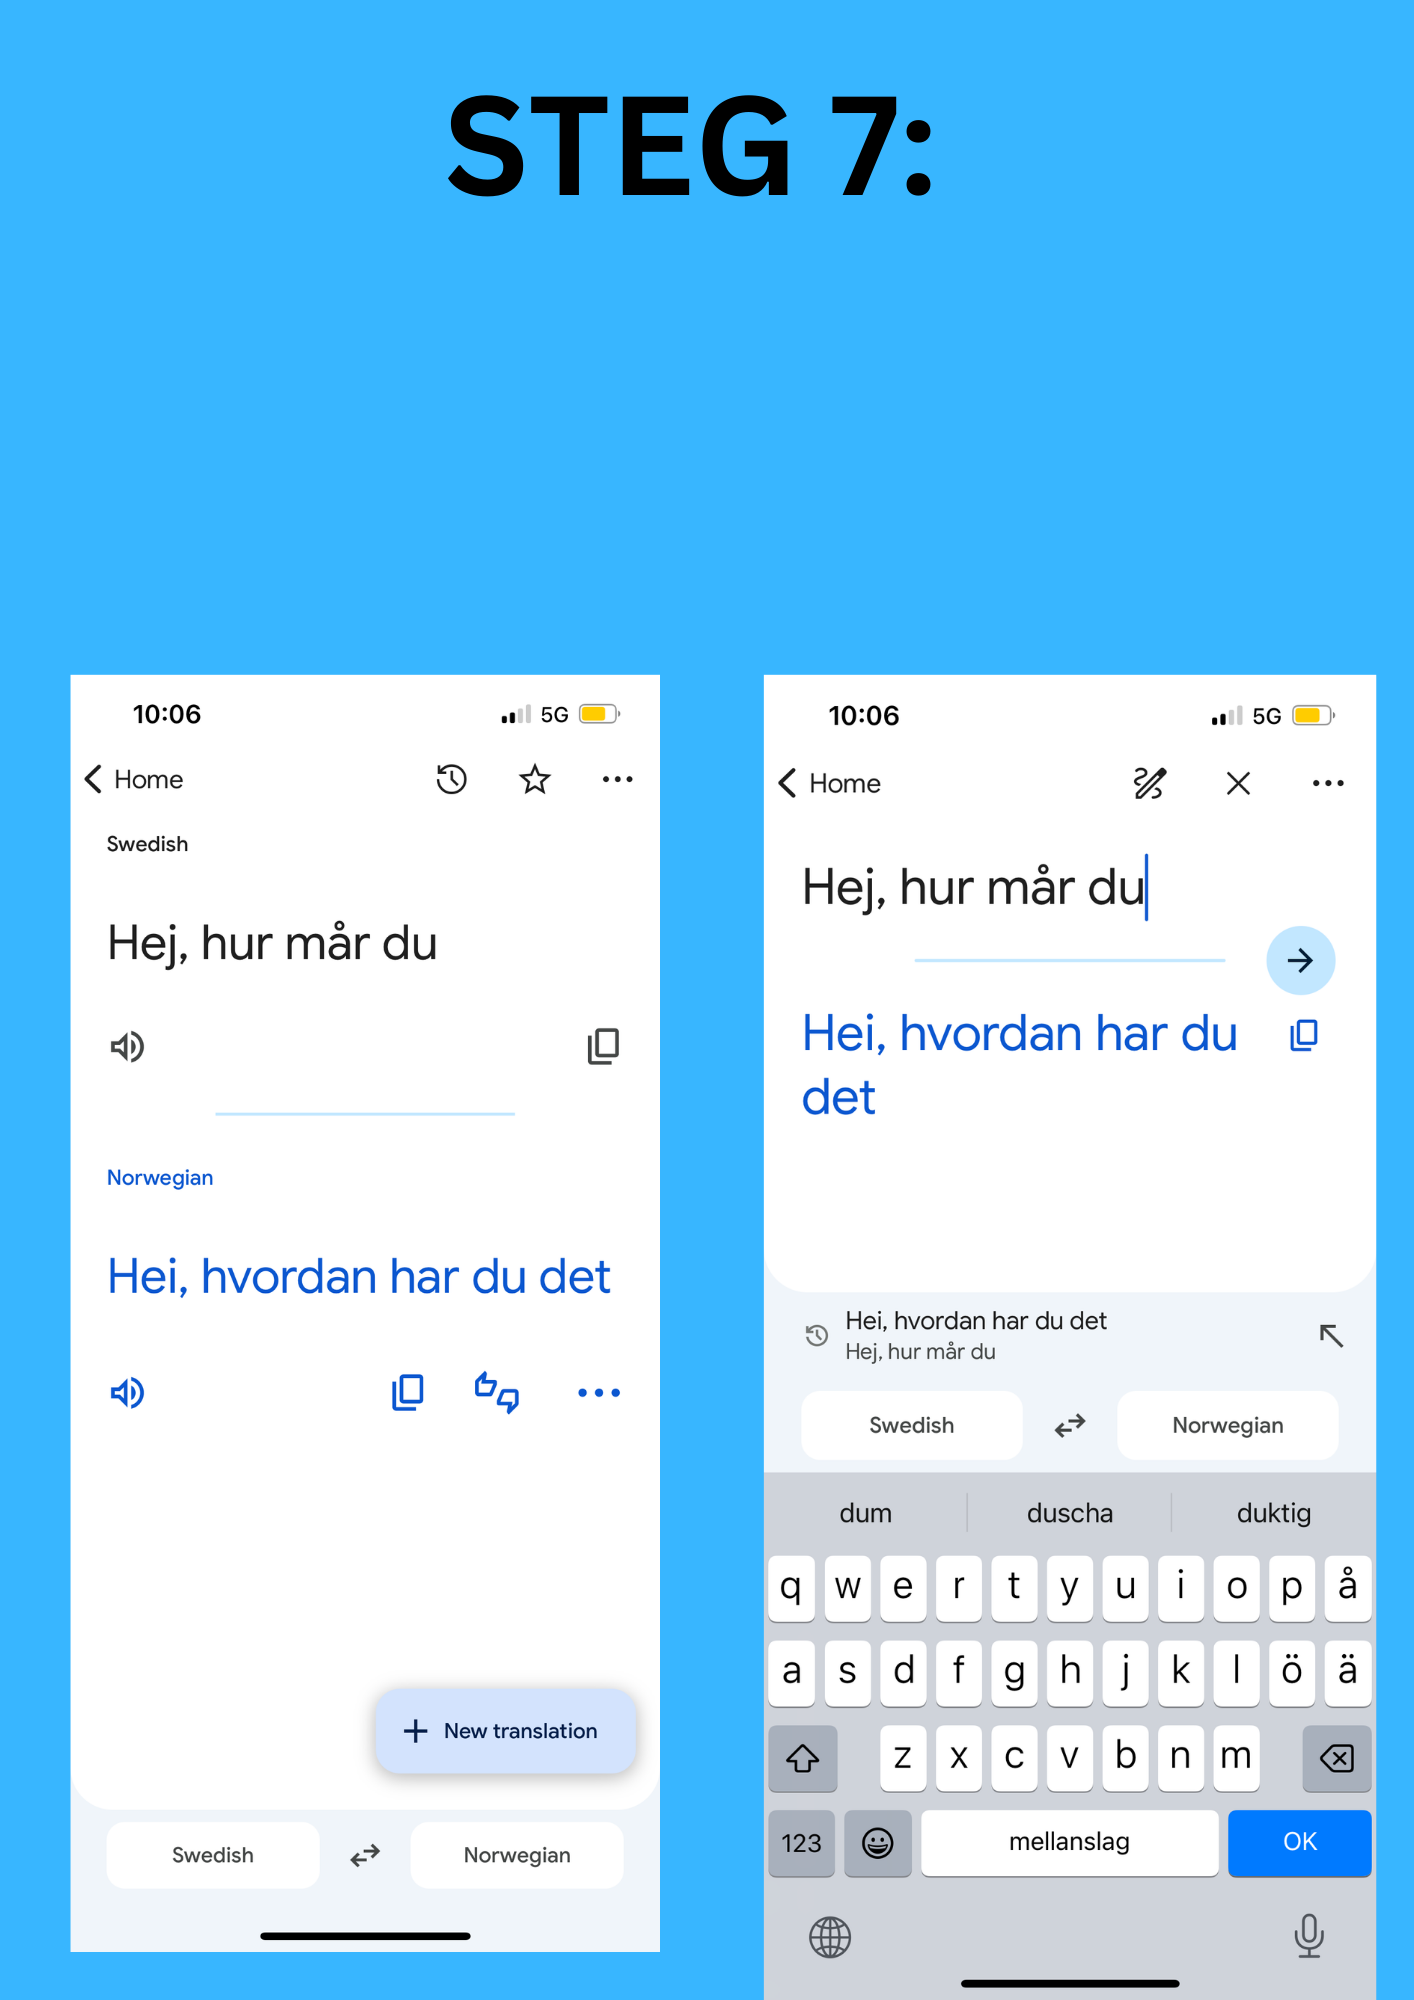 STEG 7:
10:06
5G
Home
Swedish
Hej, hur mår du
Norwegian
Hei, hvordan har du det
New translation
Swedish
Norwegian
10:06
5G
Home
Hej, hur mår du
Hei, hvordan har du
det
Hei, hvordan har du det
Hej, hur mår du
Swedish
Norwegian
dum duscha duktig
q w e r t y u i o p å
a s d f g h j k l ö ä
z x c v b n m
123 mellanslag OK